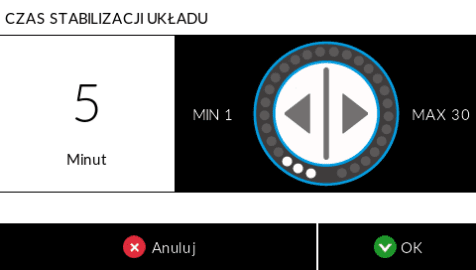 CZAS STABILIZACJI UKŁADU
5
Minut
MIN 1
MAX 30
Anuluj
OK